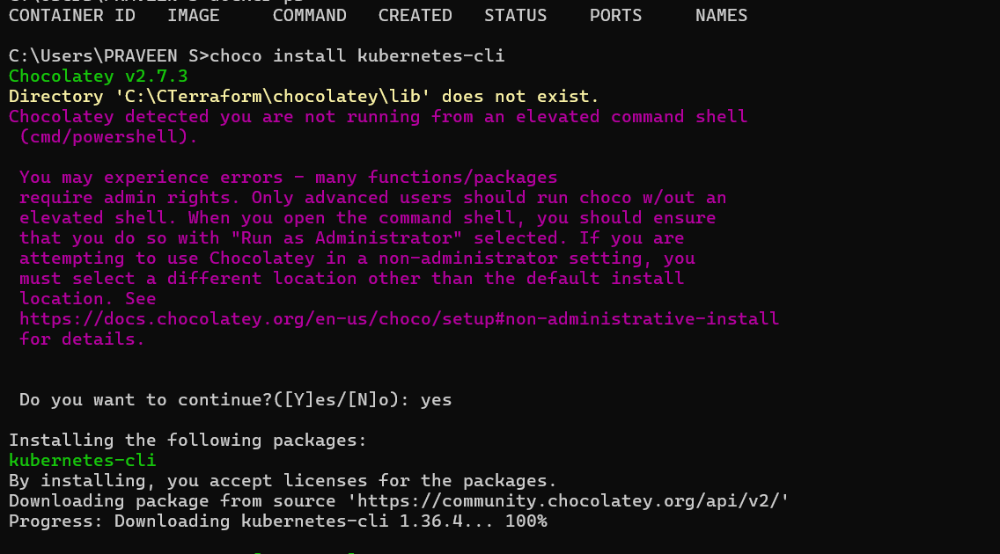 CONTAINER ID   IMAGE     COMMAND   CREATED   STATUS    PORTS     NAMES
C:\Users\PRAVEEN S>choco install kubernetes-cli
Chocolatey v2.7.3
Directory 'C:\CTerraform\chocolatey\lib' does not exist.
Chocolatey detected you are not running from an elevated command shell
 (cmd/powershell).
 You may experience errors - many functions/packages
 require admin rights. Only advanced users should run choco w/out an
 elevated shell. When you open the command shell, you should ensure
 that you do so with "Run as Administrator" selected. If you are
 attempting to use Chocolatey in a non-administrator setting, you
 must select a different location other than the default install
 location. See
 https://docs.chocolatey.org/en-us/choco/setup#non-administrative-install
 for details.
 Do you want to continue?([Y]es/[N]o): yes
Installing the following packages:
kubernetes-cli
By installing, you accept licenses for the packages.
Downloading package from source 'https://community.chocolatey.org/api/v2/'
Progress: Downloading kubernetes-cli 1.36.4... 100%